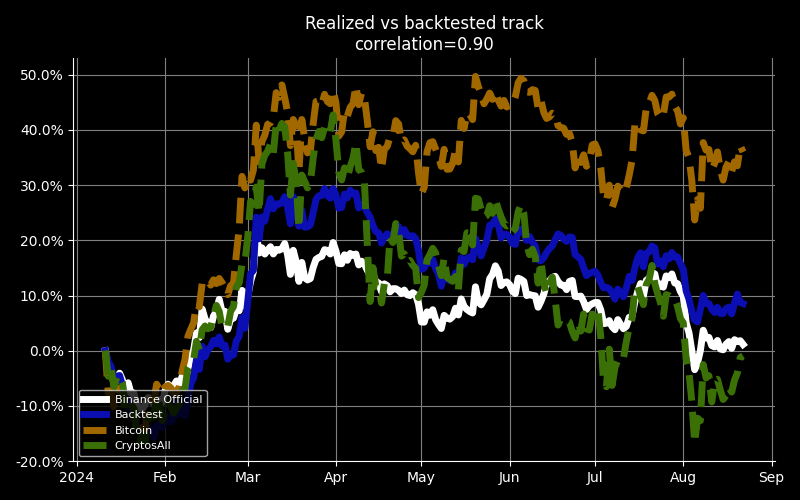 Realized vs backtested track
correlation=0.90
50.0%
40.0%
30.0%
20.0%
10.0%
0.0%
-10.0%
-20.0%
Binance Official
Backtest
Bitcoin
CryptosAll
2024 Feb Mar Apr May Jun Jul Aug Sep